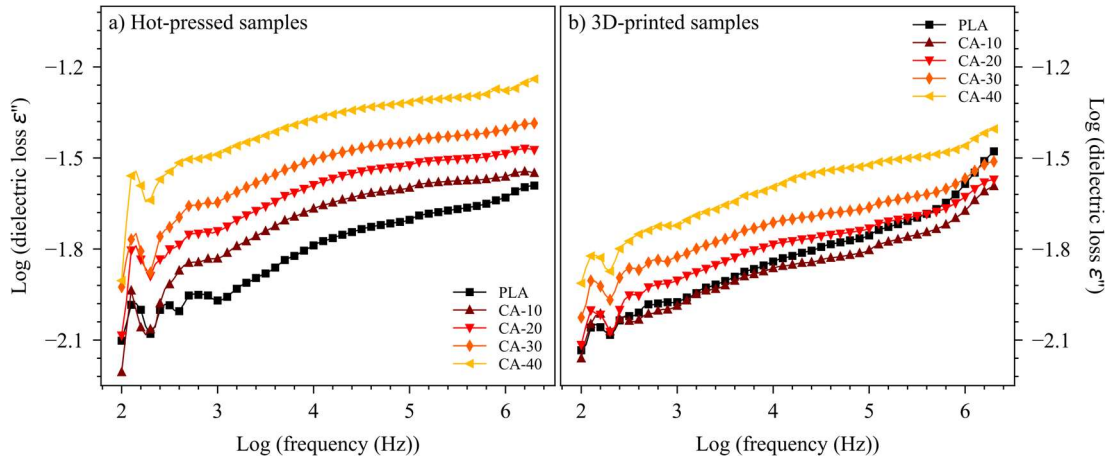 a) Hot-pressed samples
Log (dielectric loss ε")
−1.2
−1.5
−1.8
−2.1
PLA
CA-10
CA-20
CA-30
CA-40
2
3
4
5
6
Log (frequency (Hz))
b) 3D-printed samples
PLA
CA-10
CA-20
CA-30
CA-40
−1.2
−1.5
−1.8
−2.1
Log (dielectric loss ε")
2
3
4
5
6
Log (frequency (Hz))